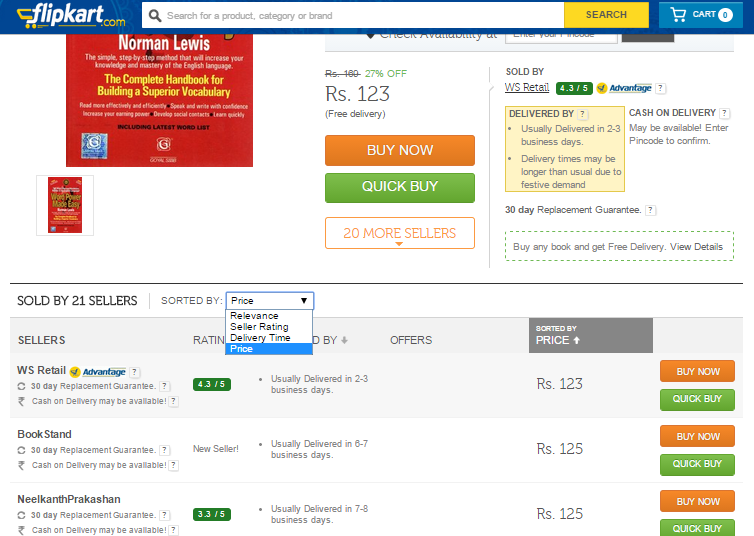 flipkart.com
Search for a product, category or brand
SEARCH
CART 0
Norman Lewis
The simple, step-by-step method that will increase your
knowledge and mastery of the English language.
The Complete Handbook for
Building a Superior Vocabulary
Read more effectively and efficiently • Speak and write with confidence
Increase your earning power • Develop social contacts • Learn quickly
INCLUDING LATEST WORD LIST
GOYAL
Word Power
Made Easy
Check Availability at
Enter your Pincode
Rs. 169 27% OFF
Rs. 123
(Free delivery)
BUY NOW
QUICK BUY
20 MORE SELLERS
SOLD BY
WS Retail 4.3 / 5 Advantage ?
DELIVERED BY ?
• Usually Delivered in 2-3
business days.
• Delivery times may be
longer than usual due to
festive demand
CASH ON DELIVERY ?
May be available! Enter
Pincode to confirm.
30 day Replacement Guarantee. ?
Buy any book and get Free Delivery. View Details
SOLD BY 21 SELLERS
SORTED BY: Price
Relevance
Seller Rating
Delivery Time
Price
SELLERS
RATIN
D BY
OFFERS
SORTED BY
PRICE
WS Retail Advantage ?
30 day Replacement Guarantee. ?
Cash on Delivery may be available! ?
4.3 / 5
• Usually Delivered in 2-3
business days.
Rs. 123
BUY NOW
QUICK BUY
BookStand
30 day Replacement Guarantee. ?
₹ Cash on Delivery may be available! ?
New Seller!
• Usually Delivered in 6-7
business days.
Rs. 125
BUY NOW
QUICK BUY
NeelkanthPrakashan
30 day Replacement Guarantee. ?
₹ Cash on Delivery may be available! ?
3.3 / 5
• Usually Delivered in 7-8
business days.
Rs. 125
BUY NOW
QUICK BUY